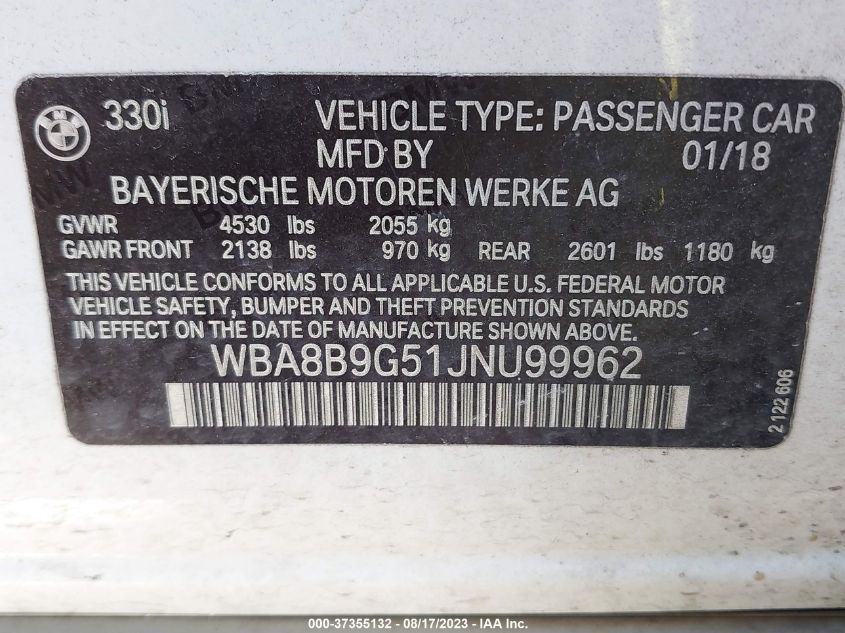 330i VEHICLE TYPE: PASSENGER CAR
MFD BY 01/18
BAYERISCHE MOTOREN WERKE AG
GVWR 4530 lbs 2055 kg
GAWR FRONT 2138 lbs 970 kg REAR 2601 lbs 1180 kg
THIS VEHICLE CONFORMS TO ALL APPLICABLE U.S. FEDERAL MOTOR
VEHICLE SAFETY, BUMPER AND THEFT PREVENTION STANDARDS
IN EFFECT ON THE DATE OF MANUFACTURE SHOWN ABOVE.
WBA8B9G51JNU99962
2 122 606
000-37355132 - 08/17/2023 - Copyright © 2023 IAA, Inc.